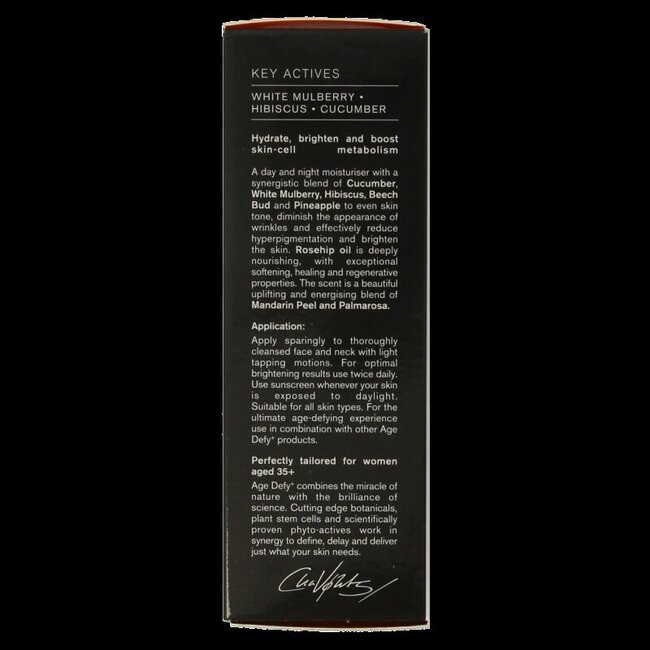 KEY ACTIVES
WHITE MULBERRY •
HIBISCUS • CUCUMBER
Hydrate, brighten and boost
skin-cell metabolism
A day and night moisturiser with a
synergistic blend of Cucumber,
White Mulberry, Hibiscus, Beech
Bud and Pineapple to even skin
tone, diminish the appearance of
wrinkles and effectively reduce
hyperpigmentation and brighten
the skin. Rosehip oil is deeply
nourishing, with exceptional
softening, healing and regenerative
properties. The scent is a beautiful
uplifting and energising blend of
Mandarin Peel and Palmarosa.
Application:
Apply sparingly to thoroughly
cleansed face and neck with light
tapping motions. For optimal
brightening results use twice daily.
Use sunscreen whenever your skin
is exposed to daylight.
Suitable for all skin types. For the
ultimate age-defying experience
use in combination with other Age
Defy⁺ products.
Perfectly tailored for women
aged 35+
Age Defy⁺ combines the miracle of
nature with the brilliance of
science. Cutting edge botanicals,
plant stem cells and scientifically
proven phyto-actives work in
synergy to define, delay and deliver
just what your skin needs.